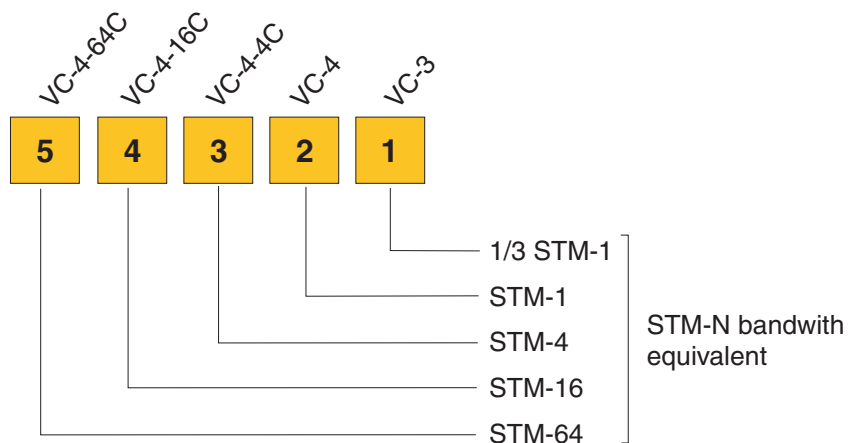 VC-4-64C
VC-4-16C
VC-4-4C
VC-4
VC-3
5
4
3
2
1
1/3 STM-1
STM-1
STM-4
STM-16
STM-64
STM-N bandwith
equivalent